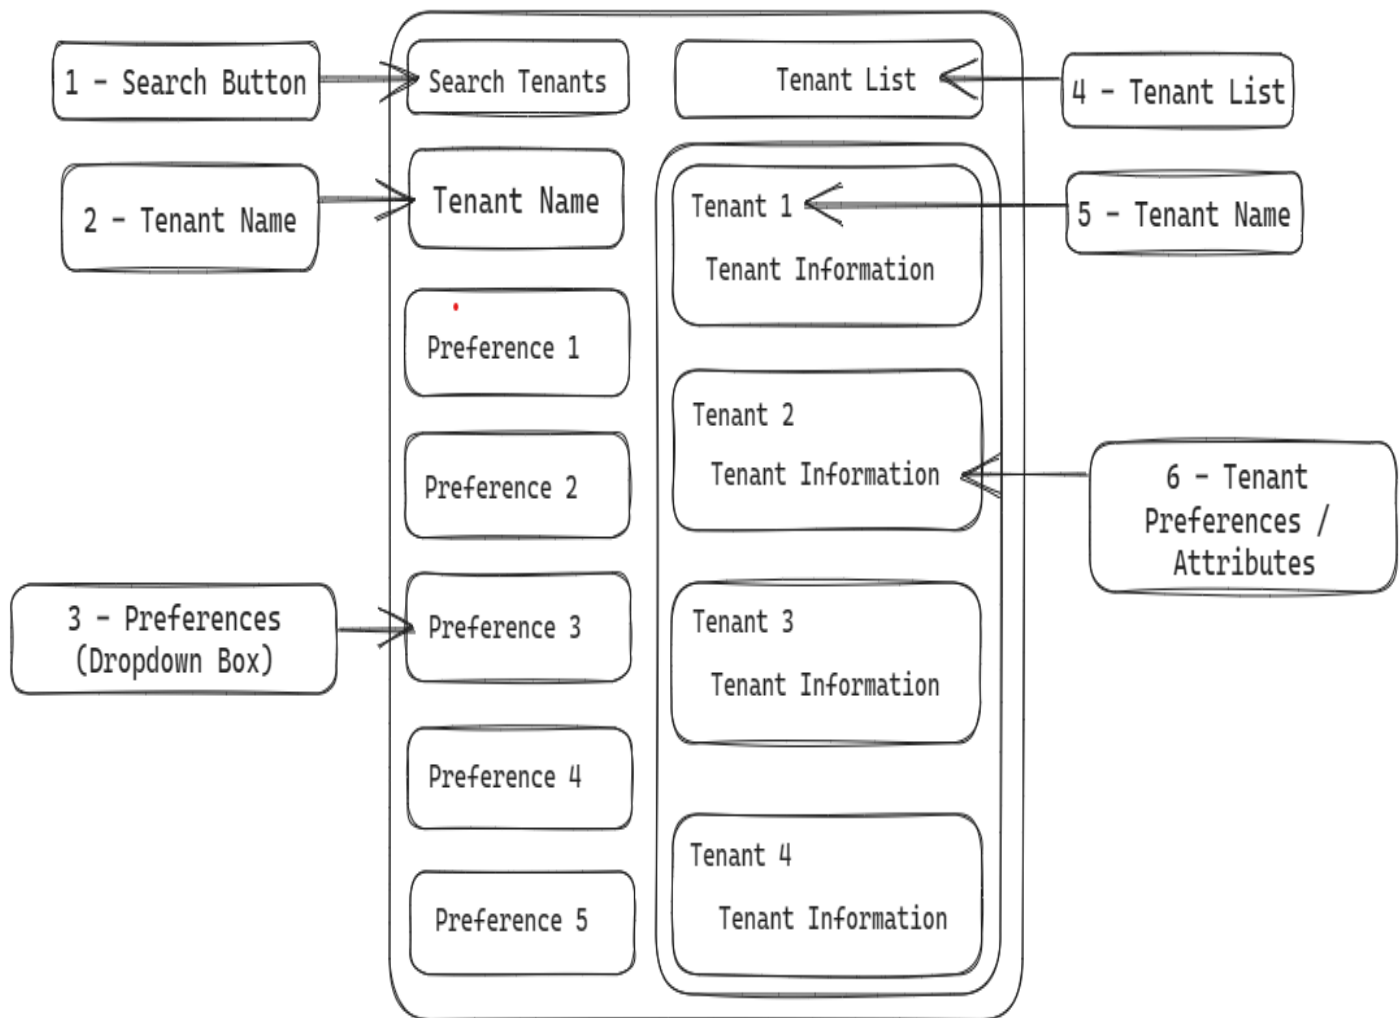 1 - Search Button
Search Tenants
Tenant List
4 - Tenant List
2 - Tenant Name
Tenant Name
Tenant 1
5 - Tenant Name
Tenant Information
Preference 1
Tenant 2
Preference 2
Tenant Information
6 - Tenant
Preferences /
Attributes
3 - Preferences
(Dropdown Box)
Preference 3
Tenant 3
Tenant Information
Preference 4
Tenant 4
Preference 5
Tenant Information